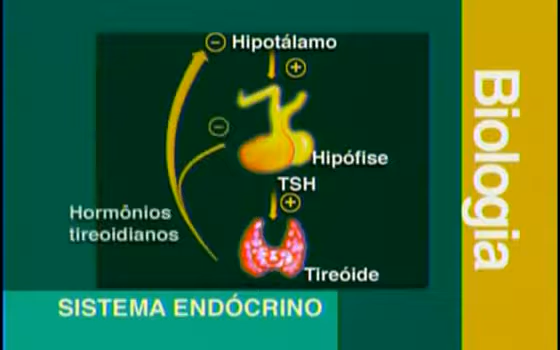 Hipotálamo
Hipófise
TSH
Hormônios
tireoidianos
Tireóide
SISTEMA ENDÓCRINO
Biologia